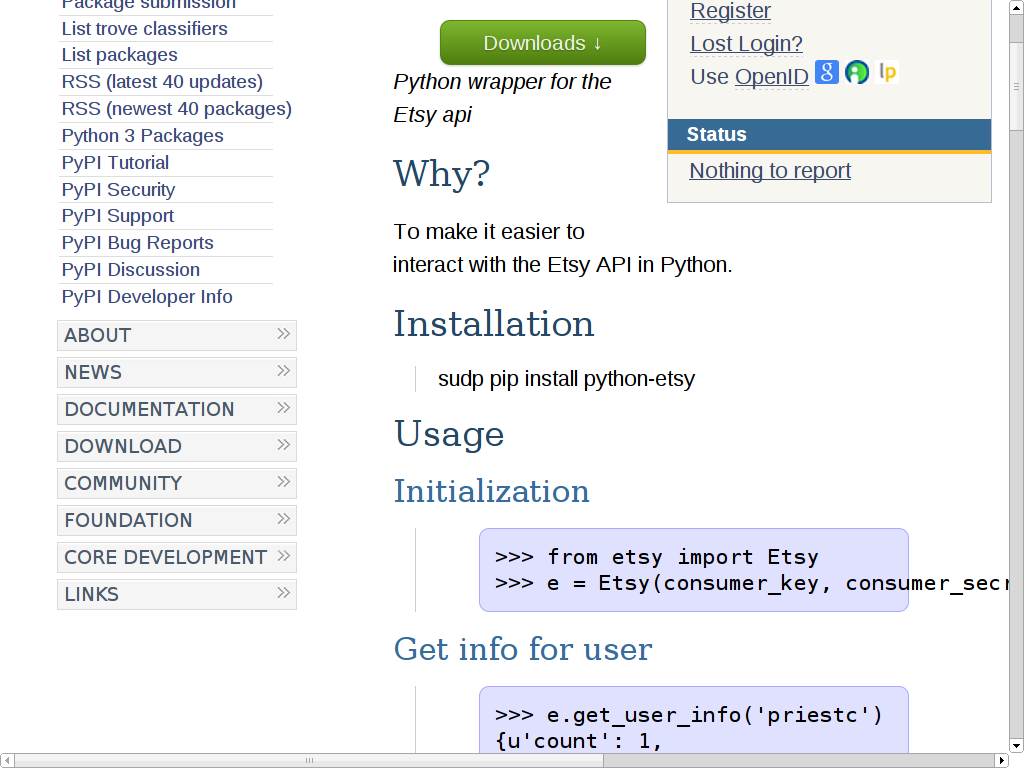 Package submission
List trove classifiers
List packages
RSS (latest 40 updates)
RSS (newest 40 packages)
Python 3 Packages
PyPI Tutorial
PyPI Security
PyPI Support
PyPI Bug Reports
PyPI Discussion
PyPI Developer Info
ABOUT »
NEWS »
DOCUMENTATION »
DOWNLOAD »
COMMUNITY »
FOUNDATION »
CORE DEVELOPMENT »
LINKS »
Downloads ↓
Python wrapper for the
Etsy api
Why?
To make it easier to
interact with the Etsy API in Python.
Installation
sudp pip install python-etsy
Usage
Initialization
>>> from etsy import Etsy
>>> e = Etsy(consumer_key, consumer_secr
Get info for user
>>> e.get_user_info('priestc')
{u'count': 1,
Register
Lost Login?
Use OpenID g lp
Status
Nothing to report